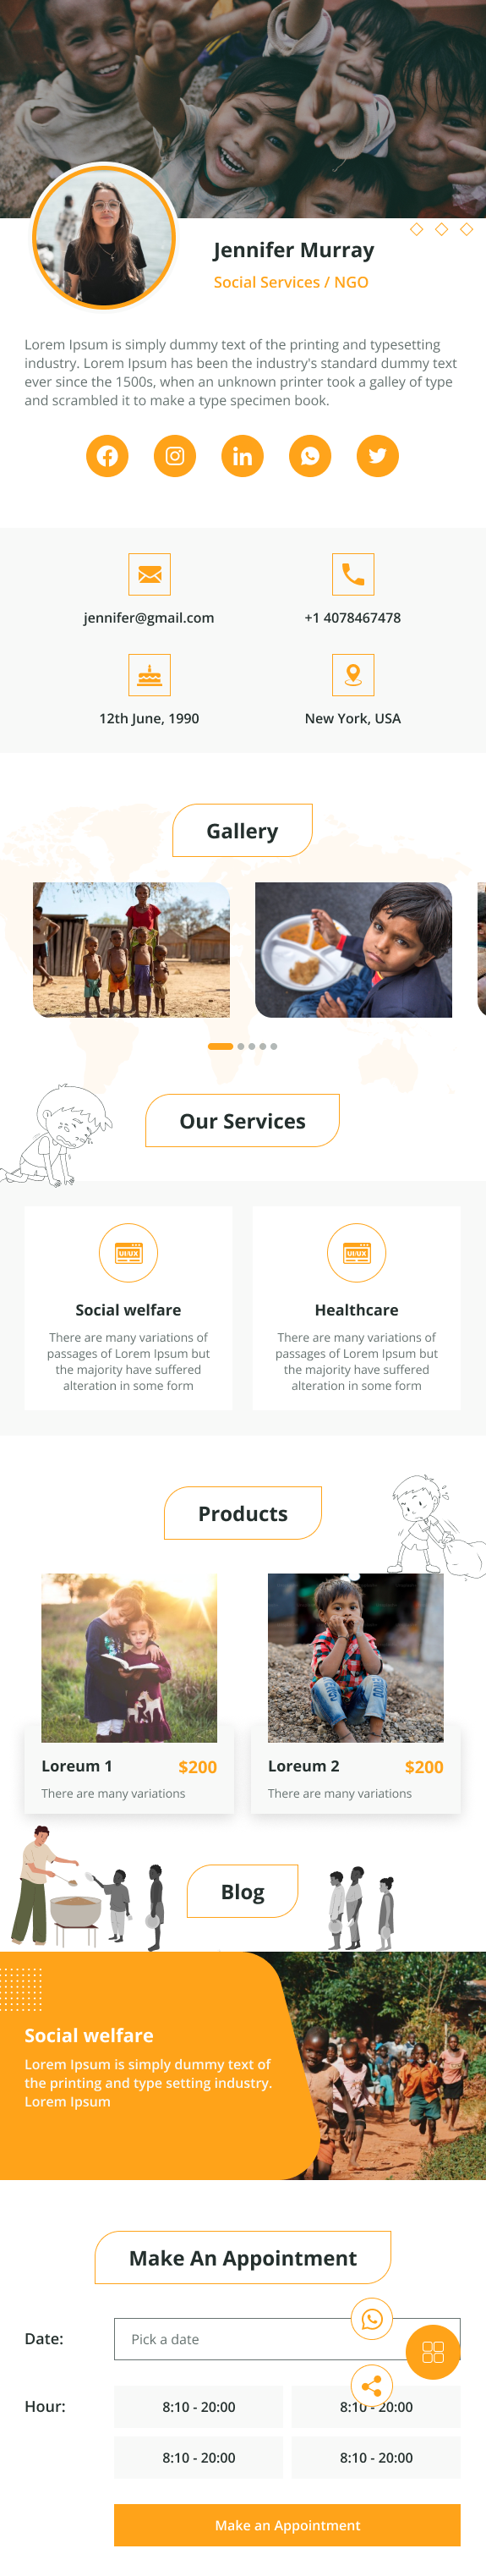 Jennifer Murray
Social Services / NGO
Lorem Ipsum is simply dummy text of the printing and typesetting
industry. Lorem Ipsum has been the industry's standard dummy text
ever since the 1500s, when an unknown printer took a galley of type
and scrambled it to make a type specimen book.
jennifer@gmail.com
+1 4078467478
12th June, 1990
New York, USA
Gallery
Our Services
UI/UX
Social welfare
There are many variations of
passages of Lorem Ipsum but
the majority have suffered
alteration in some form
UI/UX
Healthcare
There are many variations of
passages of Lorem Ipsum but
the majority have suffered
alteration in some form
Products
Loreum 1
$200
There are many variations
Loreum 2
$200
There are many variations
Blog
Social welfare
Lorem Ipsum is simply dummy text of
the printing and type setting industry.
Lorem Ipsum
Make An Appointment
Date:
Pick a date
Hour:
8:10 - 20:00
8:10 - 20:00
8:10 - 20:00
8:10 - 20:00
Make an Appointment